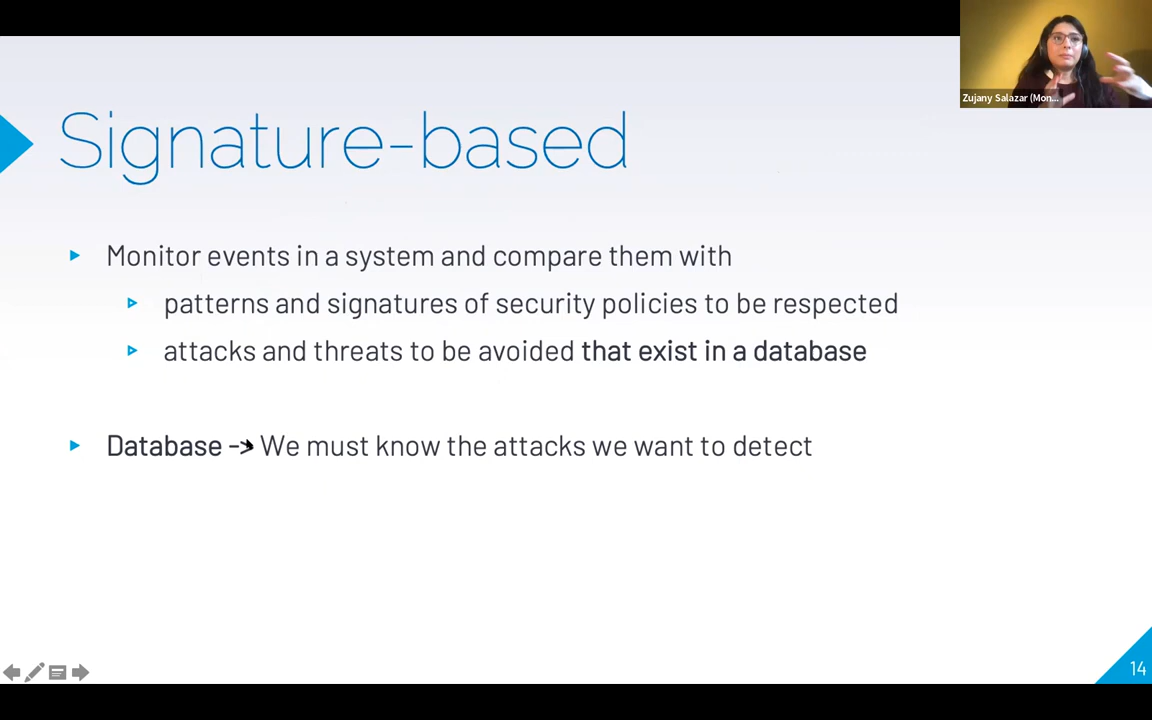 Zujany Salazar (Mon...
Signature-based
Monitor events in a system and compare them with
patterns and signatures of security policies to be respected
attacks and threats to be avoided that exist in a database
Database -> We must know the attacks we want to detect
14